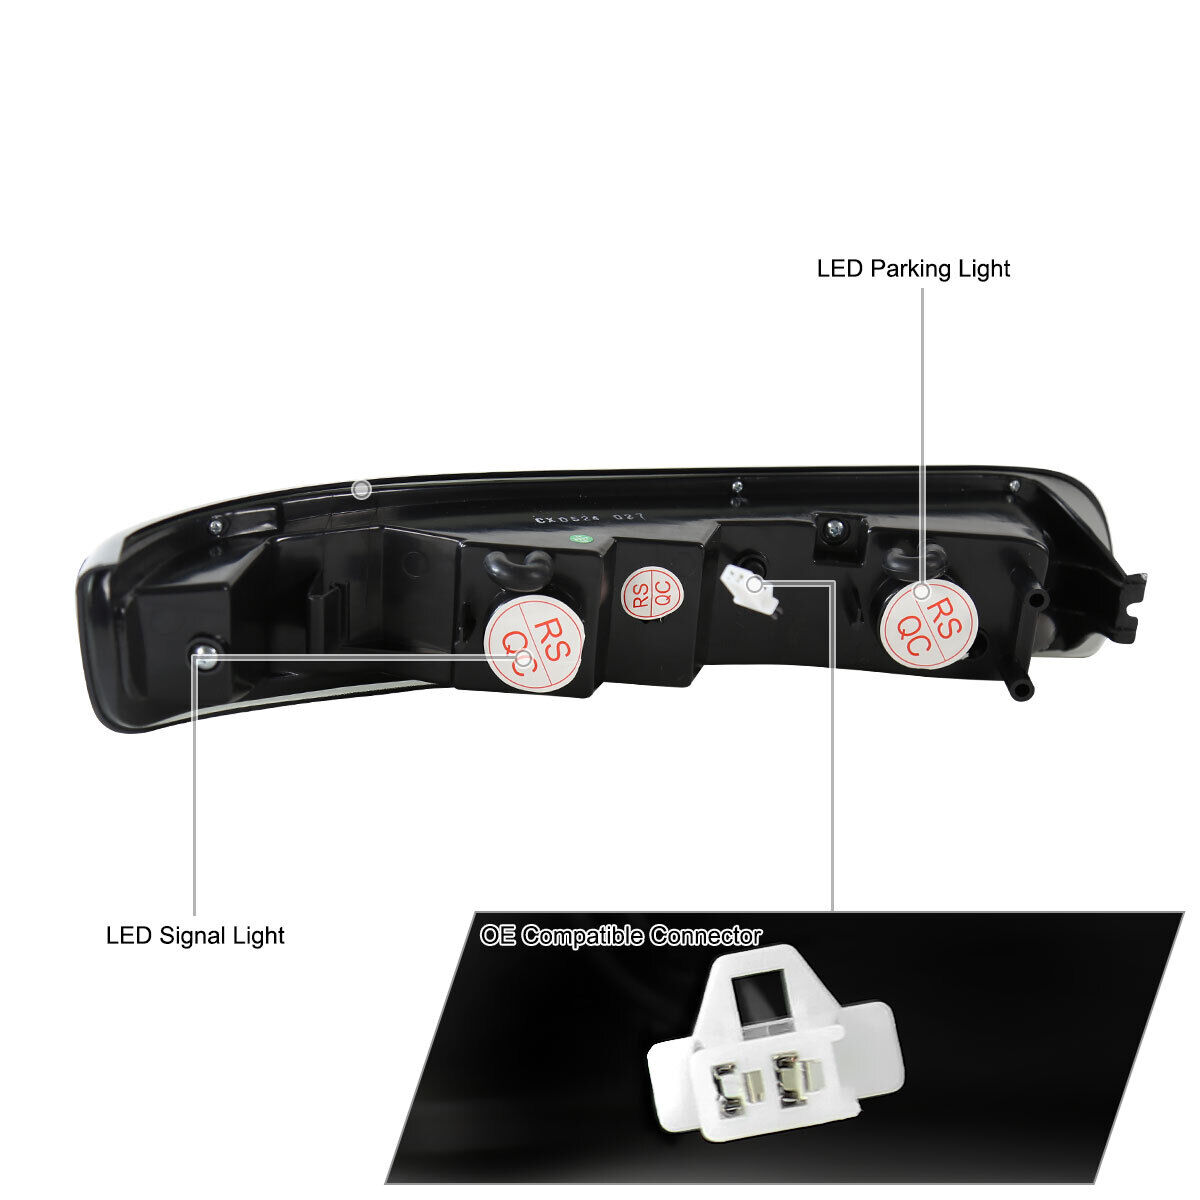 LED Parking Light
CX0524 027
RS
QC
RS
QC
RS
QC
LED Signal Light
OE Compatible Connector